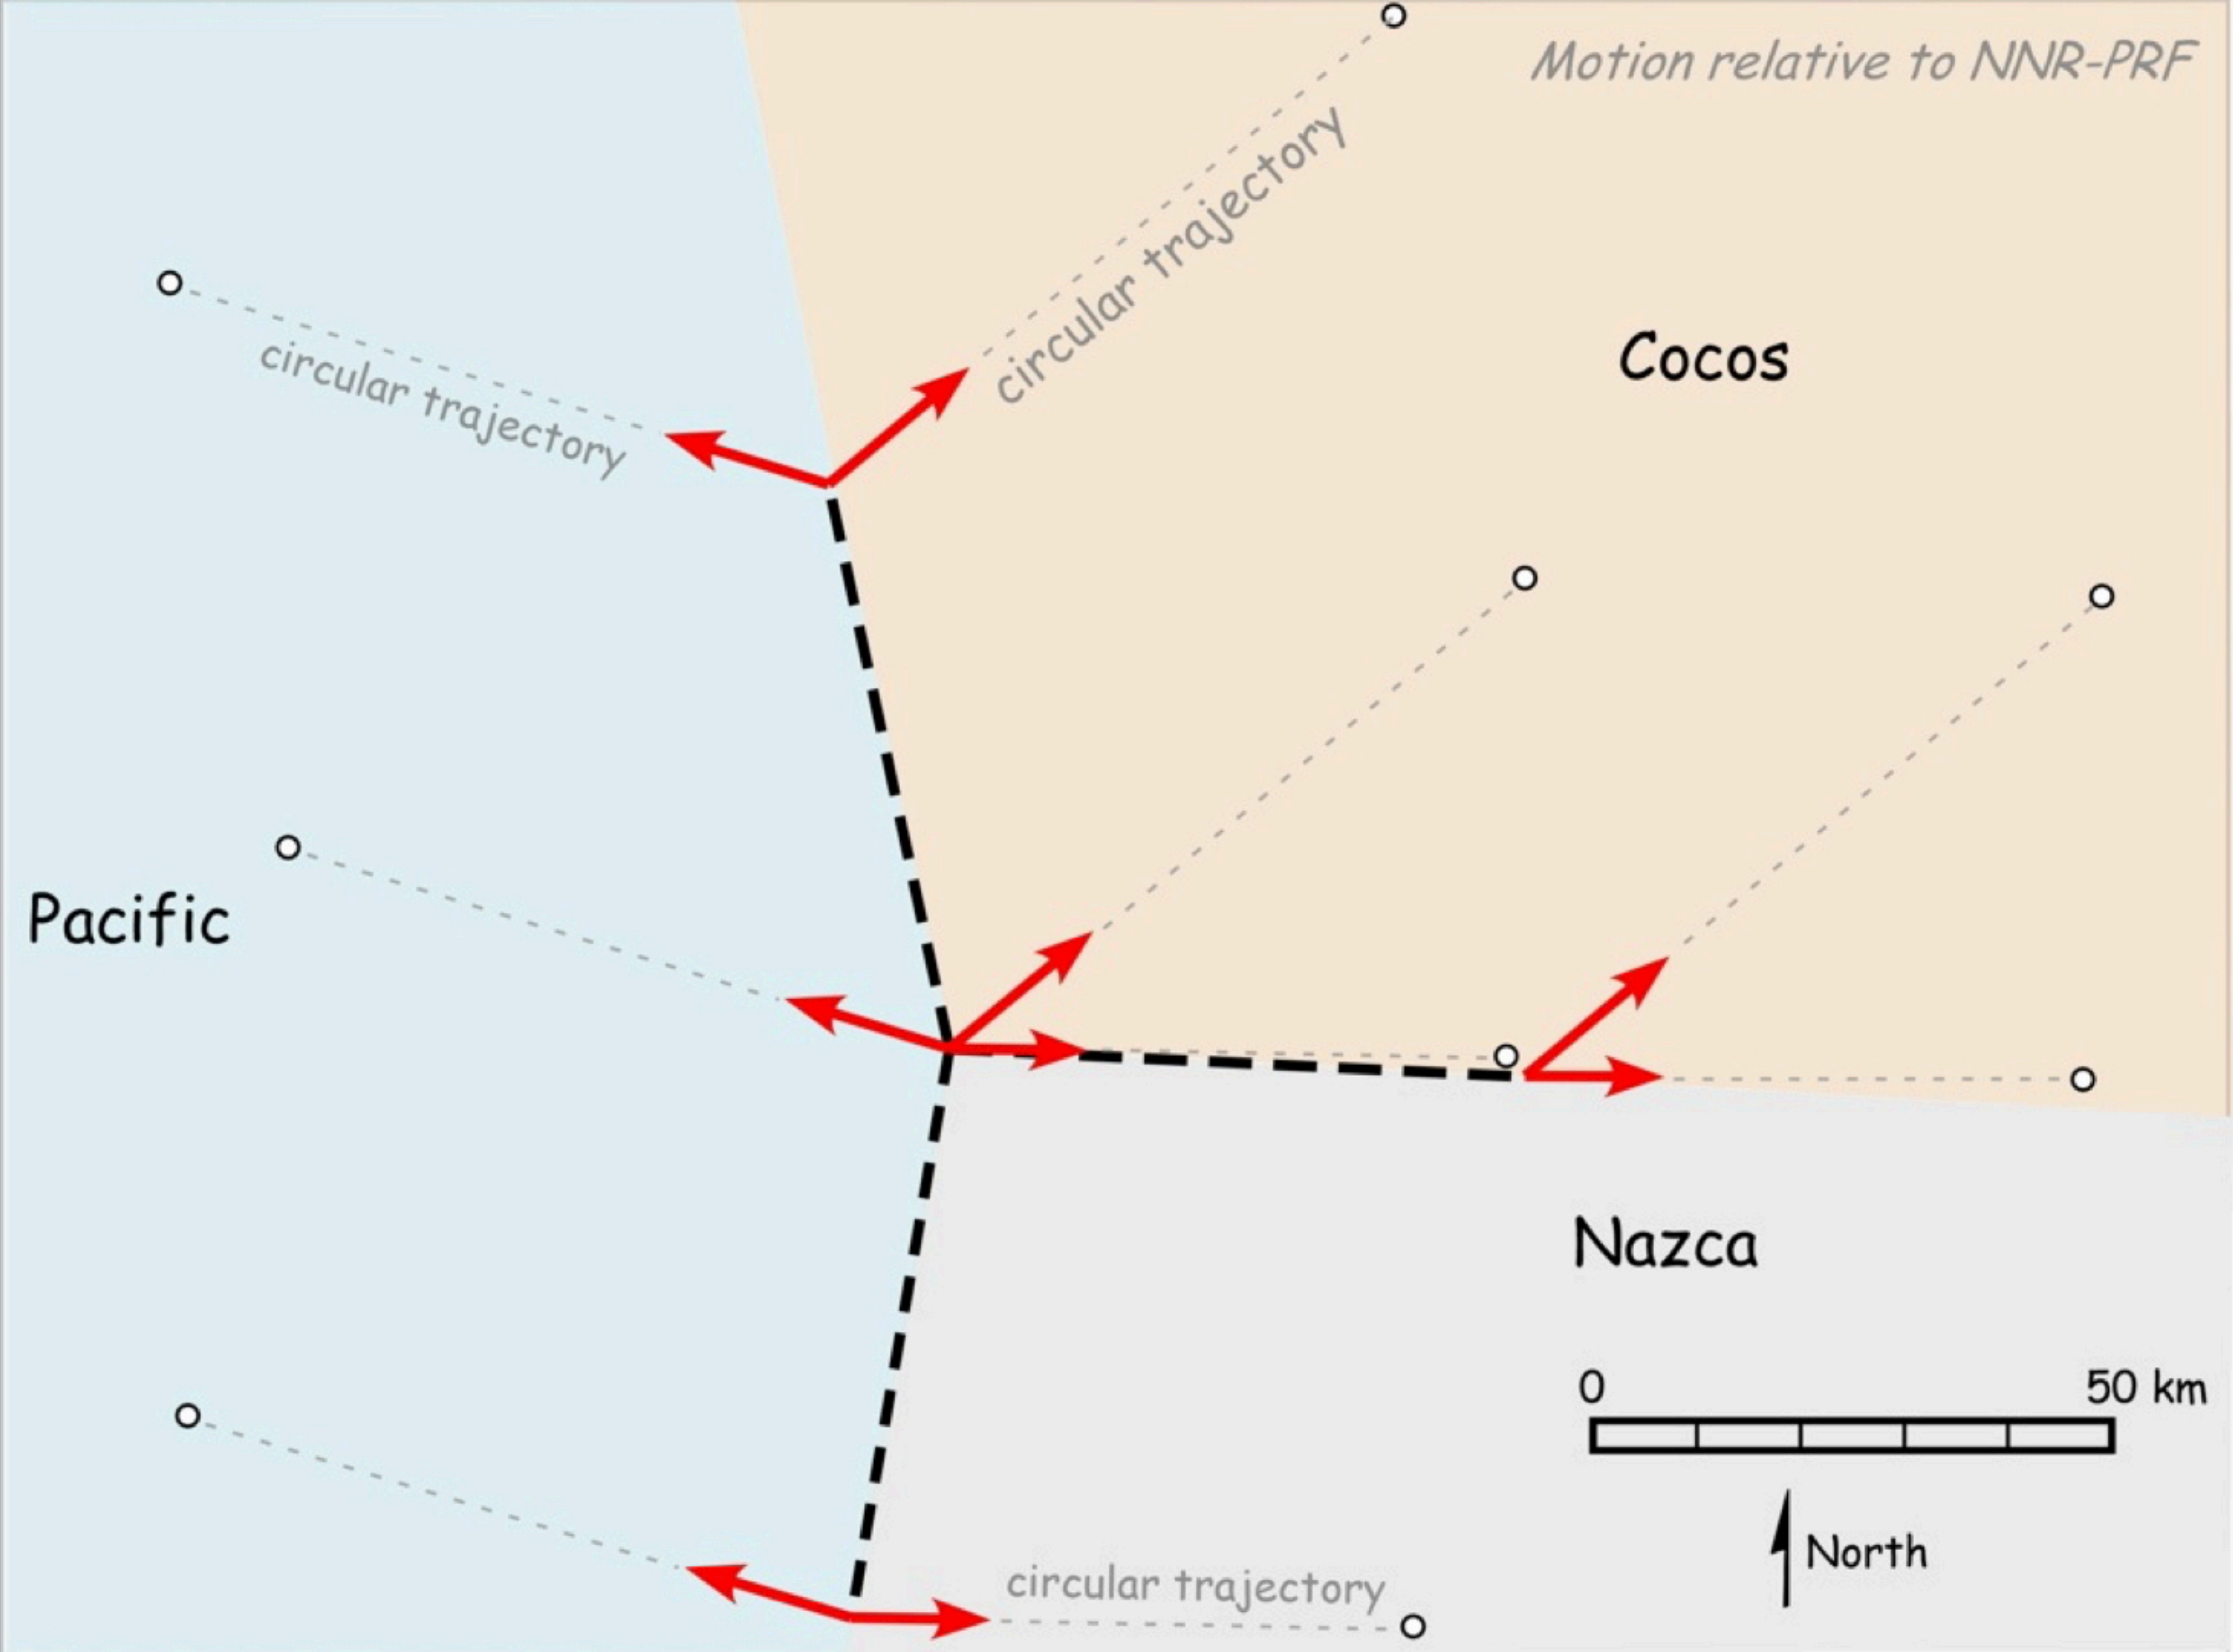 Motion relative to NNR-PRF
circular trajectory
circular trajectory
Cocos
Pacific
Nazca
0 50 km
North
circular trajectory